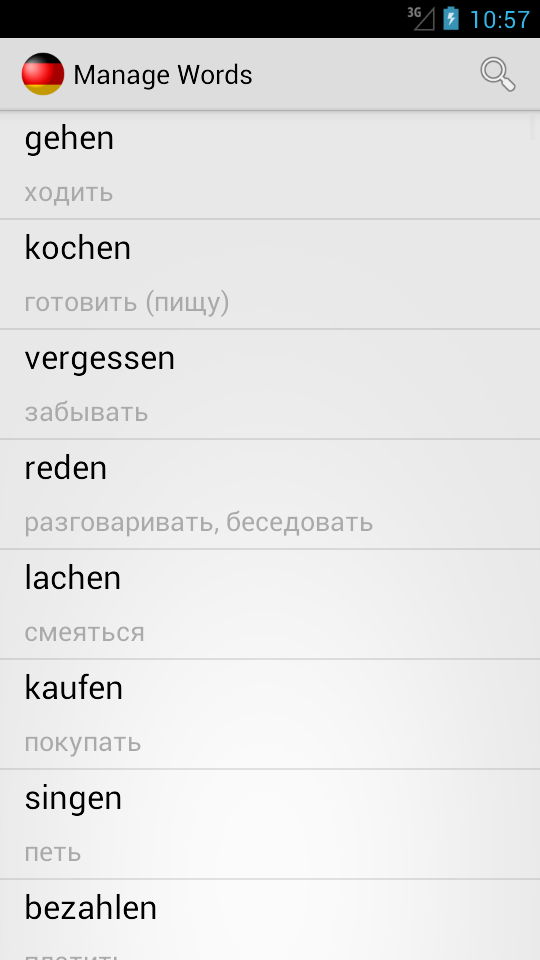 3G 10:57
Manage Words
gehen
ходить
kochen
готовить (пищу)
vergessen
забывать
reden
разговаривать, беседовать
lachen
смеяться
kaufen
покупать
singen
петь
bezahlen